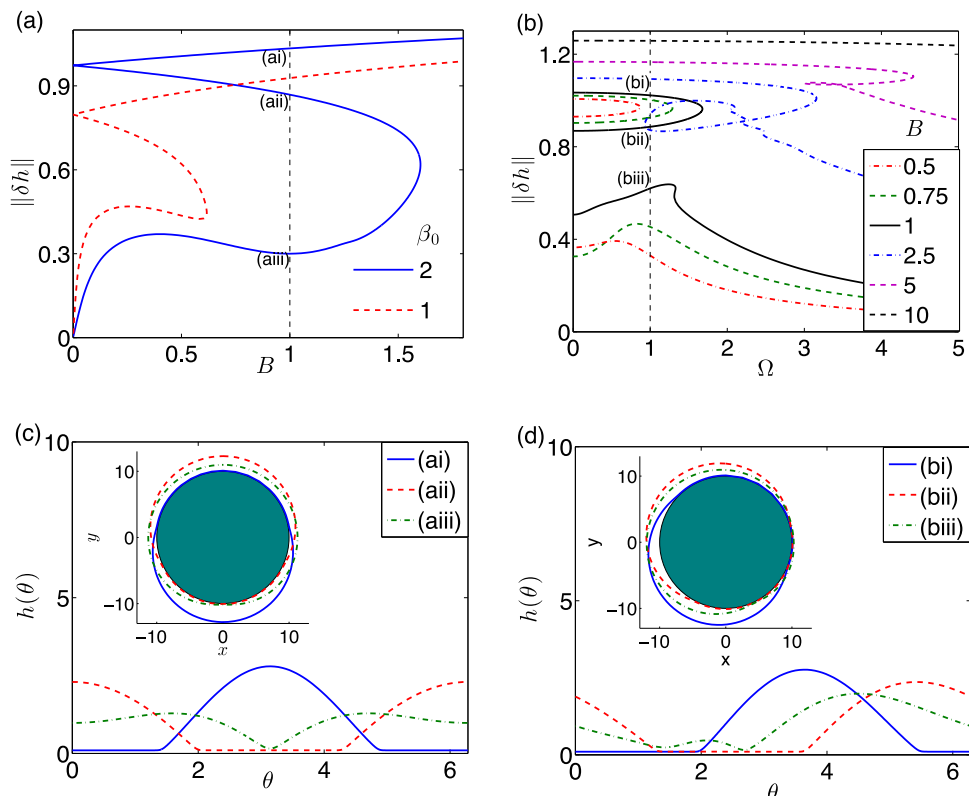 (a)
0.9
0.6
0.3
0
||δh||
(ai)
(aii)
(aiii)
β0
2
1
0 0.5 1 1.5
B
(b)
1.2
0.8
0.4
0
||δh||
(bi)
(bii)
(biii)
B
0.5
0.75
1
2.5
5
10
0 1 2 3 4 5
Ω
(c)
10
5
0
h(θ)
10
0
−10
y
−10 0 10
x
(ai)
(aii)
(aiii)
0 2 4 6
θ
(d)
10
5
0
h(θ)
10
0
−10
y
−10 0 10
x
(bi)
(bii)
(biii)
0 2 4 6
θ